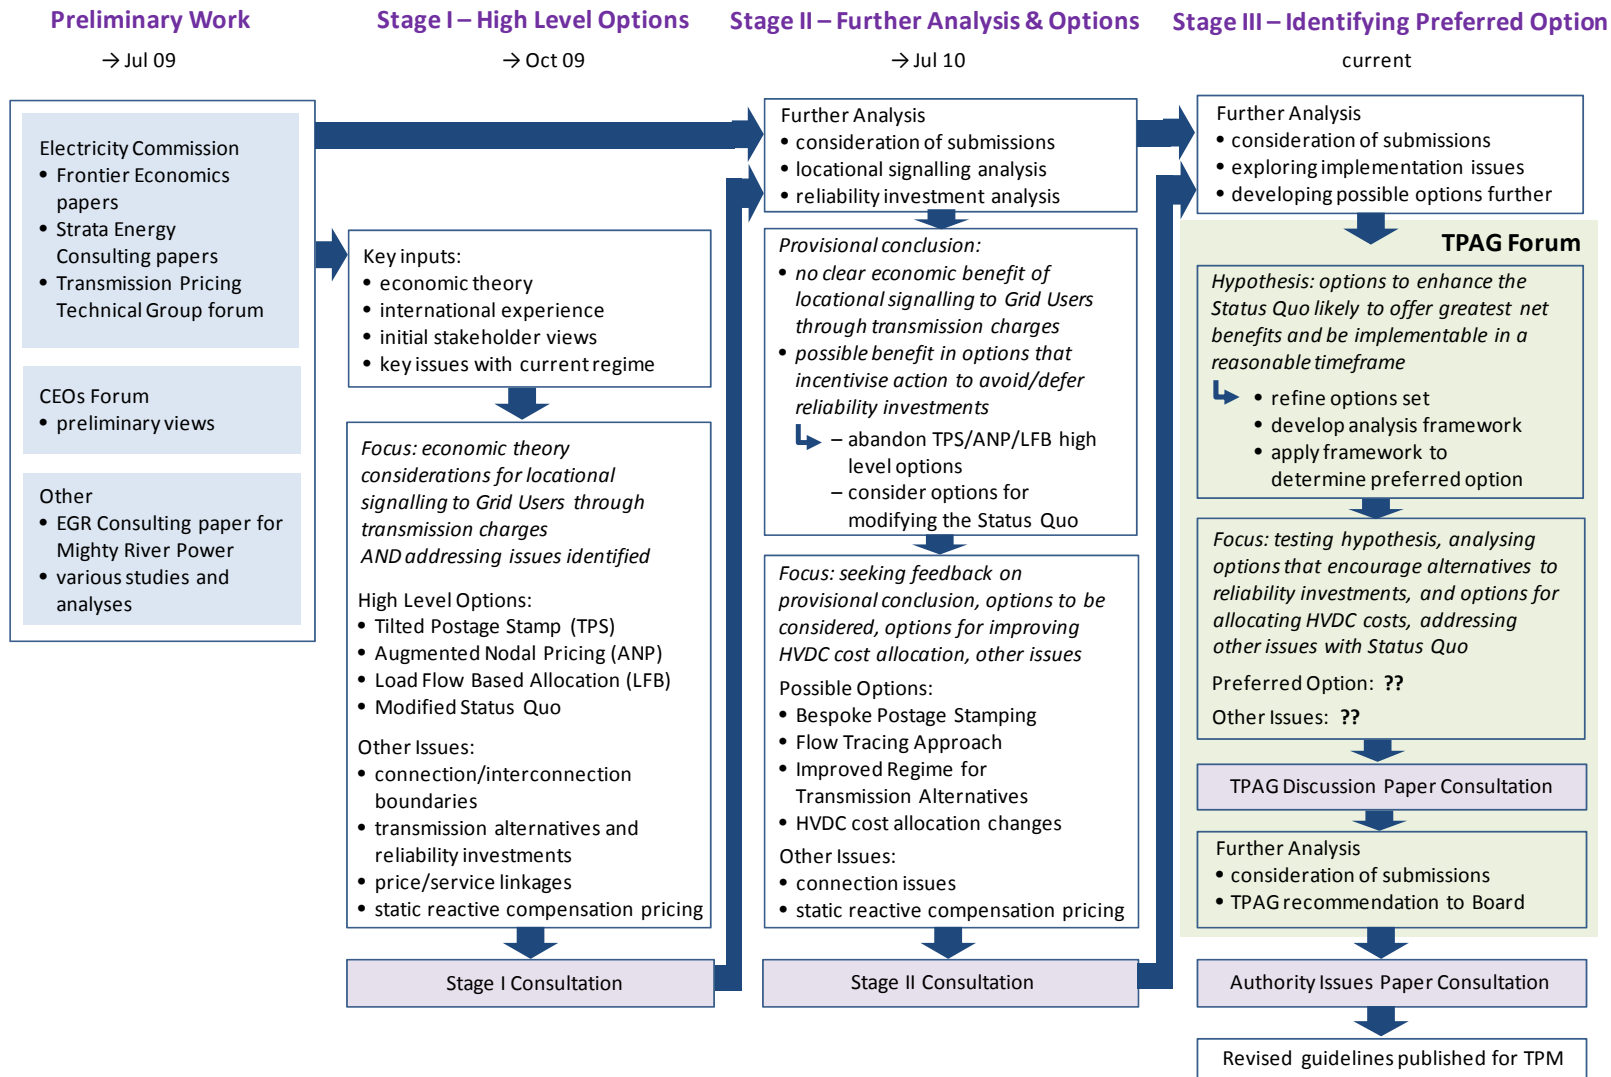 Preliminary Work
→ Jul 09
Electricity Commission
• Frontier Economics
papers
• Strata Energy
Consulting papers
• Transmission Pricing
Technical Group forum
CEOs Forum
• preliminary views
Other
• EGR Consulting paper for
Mighty River Power
• various studies and
analyses
Stage I – High Level Options
→ Oct 09
Key inputs:
• economic theory
• international experience
• initial stakeholder views
• key issues with current regime
Focus: economic theory
considerations for locational
signalling to Grid Users through
transmission charges
AND addressing issues identified
High Level Options:
• Tilted Postage Stamp (TPS)
• Augmented Nodal Pricing (ANP)
• Load Flow Based Allocation (LFB)
• Modified Status Quo
Other Issues:
• connection/interconnection
boundaries
• transmission alternatives and
reliability investments
• price/service linkages
• static reactive compensation pricing
Stage I Consultation
Stage II – Further Analysis & Options
→ Jul 10
Further Analysis
• consideration of submissions
• locational signalling analysis
• reliability investment analysis
Provisional conclusion:
• no clear economic benefit of
locational signalling to Grid Users
through transmission charges
• possible benefit in options that
incentivise action to avoid/defer
reliability investments
– abandon TPS/ANP/LFB high
level options
– consider options for
modifying the Status Quo
Focus: seeking feedback on
provisional conclusion, options to be
considered, options for improving
HVDC cost allocation, other issues
Possible Options:
• Bespoke Postage Stamping
• Flow Tracing Approach
• Improved Regime for
Transmission Alternatives
• HVDC cost allocation changes
Other Issues:
• connection issues
• static reactive compensation pricing
Stage II Consultation
Stage III – Identifying Preferred Option
current
Further Analysis
• consideration of submissions
• exploring implementation issues
• developing possible options further
TPAG Forum
Hypothesis: options to enhance the
Status Quo likely to offer greatest net
benefits and be implementable in a
reasonable timeframe
• refine options set
• develop analysis framework
• apply framework to
determine preferred option
Focus: testing hypothesis, analysing
options that encourage alternatives to
reliability investments, and options for
allocating HVDC costs, addressing
other issues with Status Quo
Preferred Option: ??
Other Issues: ??
TPAG Discussion Paper Consultation
Further Analysis
• consideration of submissions
• TPAG recommendation to Board
Authority Issues Paper Consultation
Revised guidelines published for TPM